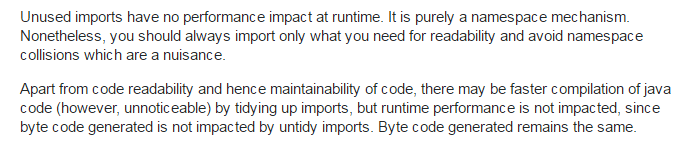 Unused imports have no performance impact at runtime. It is purely a namespace mechanism.
Nonetheless, you should always import only what you need for readability and avoid namespace
collisions which are a nuisance.
Apart from code readability and hence maintainability of code, there may be faster compilation of java
code (however, unnoticeable) by tidying up imports, but runtime performance is not impacted, since
byte code generated is not impacted by untidy imports. Byte code generated remains the same.